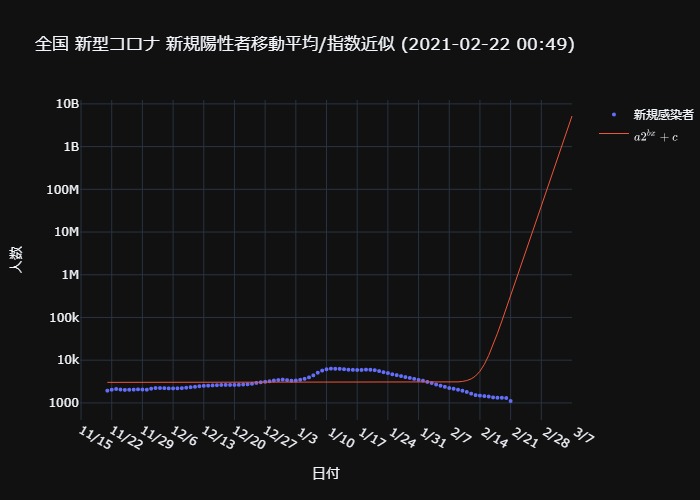 全国 新型コロナ 新規陽性者移動平均/指数近似 (2021-02-22 00:49)
10B
1B
100M
10M
1M
100k
10k
1000
人数
11/15 11/22 11/29 12/6 12/13 12/20 12/27 1/3 1/10 1/17 1/24 1/31 2/7 2/14 2/21 2/28 3/7
日付
新規感染者
a2^{bx} + c